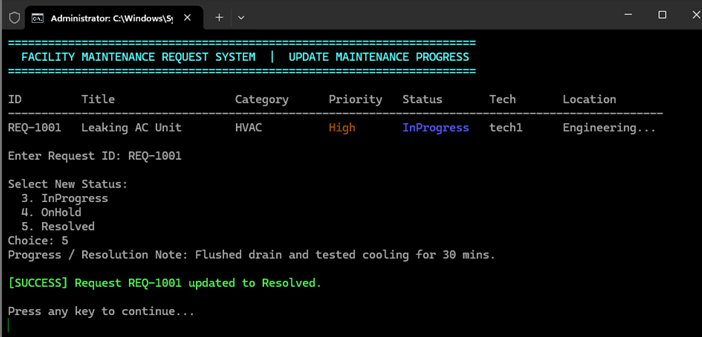 Administrator: C:\Windows\Sy
FACILITY MAINTENANCE REQUEST SYSTEM | UPDATE MAINTENANCE PROGRESS
ID Title Category Priority Status Tech Location
REQ-1001 Leaking AC Unit HVAC High InProgress tech1 Engineering...
Enter Request ID: REQ-1001
Select New Status:
3. InProgress
4. OnHold
5. Resolved
Choice: 5
Progress / Resolution Note: Flushed drain and tested cooling for 30 mins.
[SUCCESS] Request REQ-1001 updated to Resolved.
Press any key to continue...